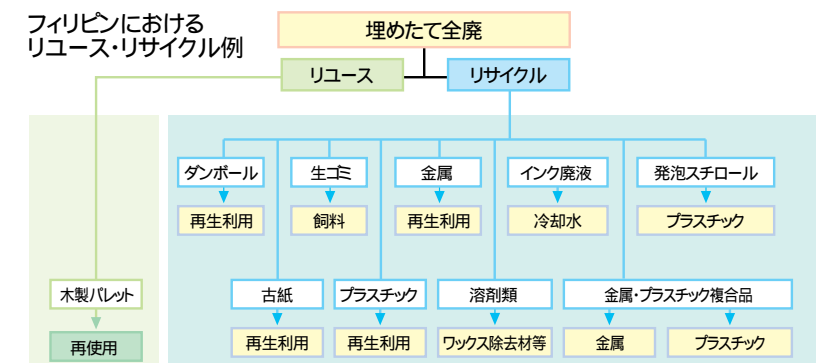 フィリピンにおける
リユース・リサイクル例
埋めたて全廃
リユース
リサイクル
ダンボール
生ゴミ
金属
インク廃液
発泡スチロール
再生利用
飼料
再生利用
冷却水
プラスチック
木製パレット
古紙
プラスチック
溶剤類
金属・プラスチック複合品
再使用
再生利用
再生利用
ワックス除去材等
金属
プラスチック